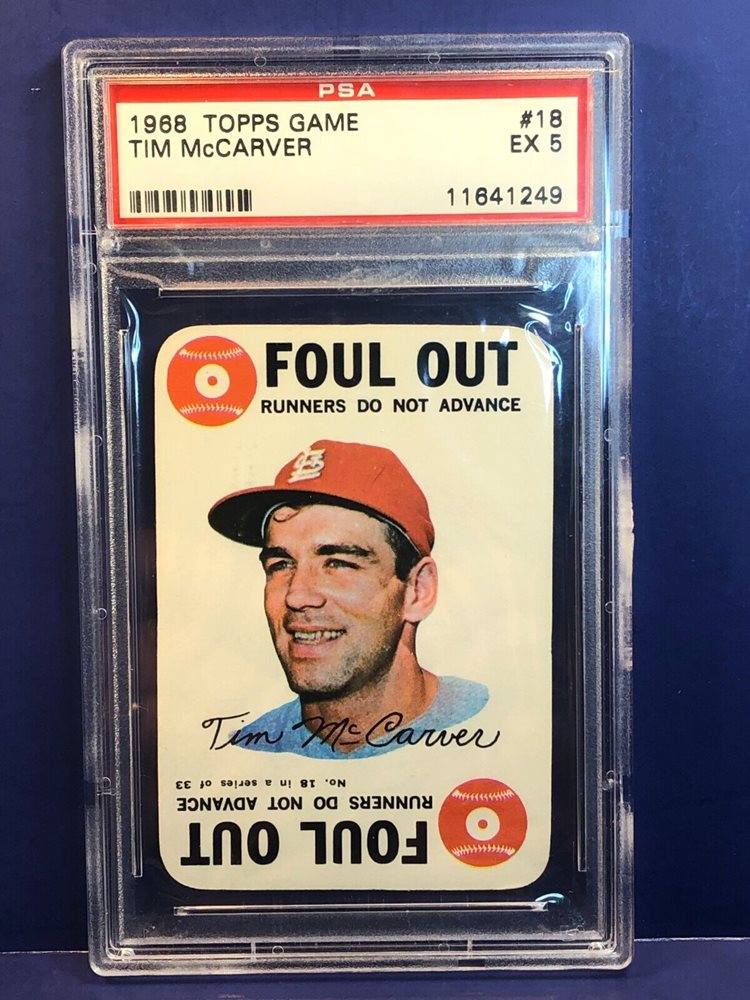 PSA
1968 TOPPS GAME #18
TIM McCARVER EX 5
11641249
FOUL OUT
RUNNERS DO NOT ADVANCE
StL
Tim McCarver
No. 18 in a series of 33
RUNNERS DO NOT ADVANCE
FOUL OUT